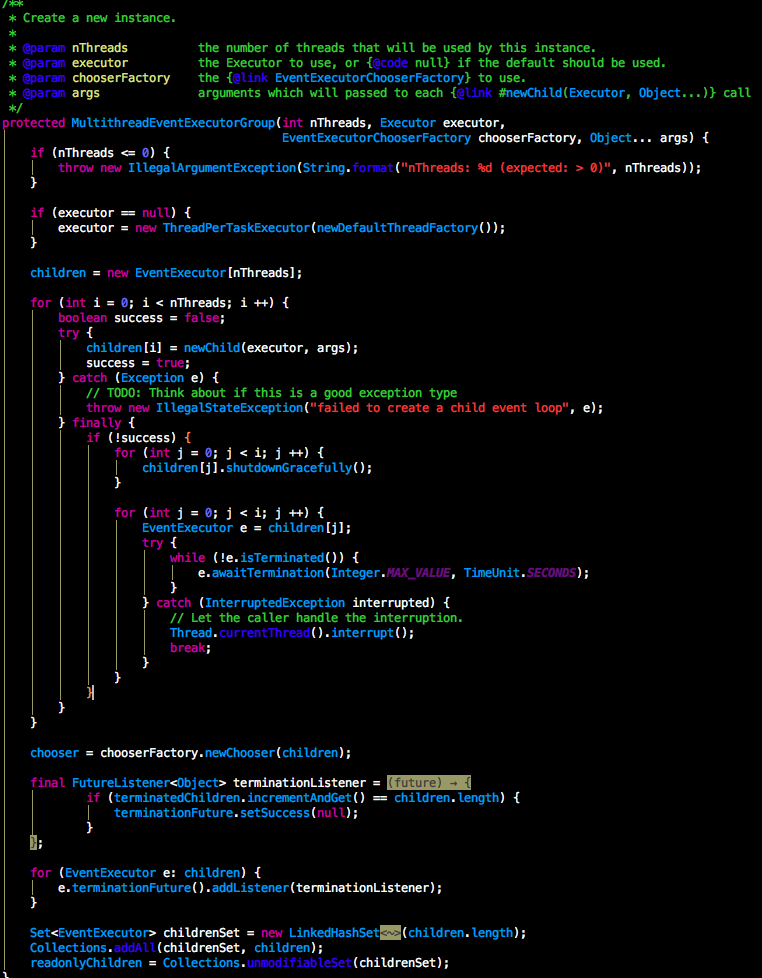 /**
 * Create a new instance.
 *
 * @param nThreads          the number of threads that will be used by this instance.
 * @param executor          the Executor to use, or {@code null} if the default should be used.
 * @param chooserFactory    the {@link EventExecutorChooserFactory} to use.
 * @param args              arguments which will passed to each {@link #newChild(Executor, Object...)} call
 */
protected MultithreadEventExecutorGroup(int nThreads, Executor executor,
                                        EventExecutorChooserFactory chooserFactory, Object... args) {
    if (nThreads <= 0) {
        throw new IllegalArgumentException(String.format("nThreads: %d (expected: > 0)", nThreads));
    }

    if (executor == null) {
        executor = new ThreadPerTaskExecutor(newDefaultThreadFactory());
    }

    children = new EventExecutor[nThreads];

    for (int i = 0; i < nThreads; i ++) {
        boolean success = false;
        try {
            children[i] = newChild(executor, args);
            success = true;
        } catch (Exception e) {
            // TODO: Think about if this is a good exception type
            throw new IllegalStateException("failed to create a child event loop", e);
        } finally {
            if (!success) {
                for (int j = 0; j < i; j ++) {
                    children[j].shutdownGracefully();
                }

                for (int j = 0; j < i; j ++) {
                    EventExecutor e = children[j];
                    try {
                        while (!e.isTerminated()) {
                            e.awaitTermination(Integer.MAX_VALUE, TimeUnit.SECONDS);
                        }
                    } catch (InterruptedException interrupted) {
                        // Let the caller handle the interruption.
                        Thread.currentThread().interrupt();
                        break;
                    }
                }
            }
        }
    }

    chooser = chooserFactory.newChooser(children);

    final FutureListener<Object> terminationListener = (future) → {
            if (terminatedChildren.incrementAndGet() == children.length) {
                terminationFuture.setSuccess(null);
            }
    };

    for (EventExecutor e: children) {
        e.terminationFuture().addListener(terminationListener);
    }

    Set<EventExecutor> childrenSet = new LinkedHashSet<~>(children.length);
    Collections.addAll(childrenSet, children);
    readonlyChildren = Collections.unmodifiableSet(childrenSet);
}